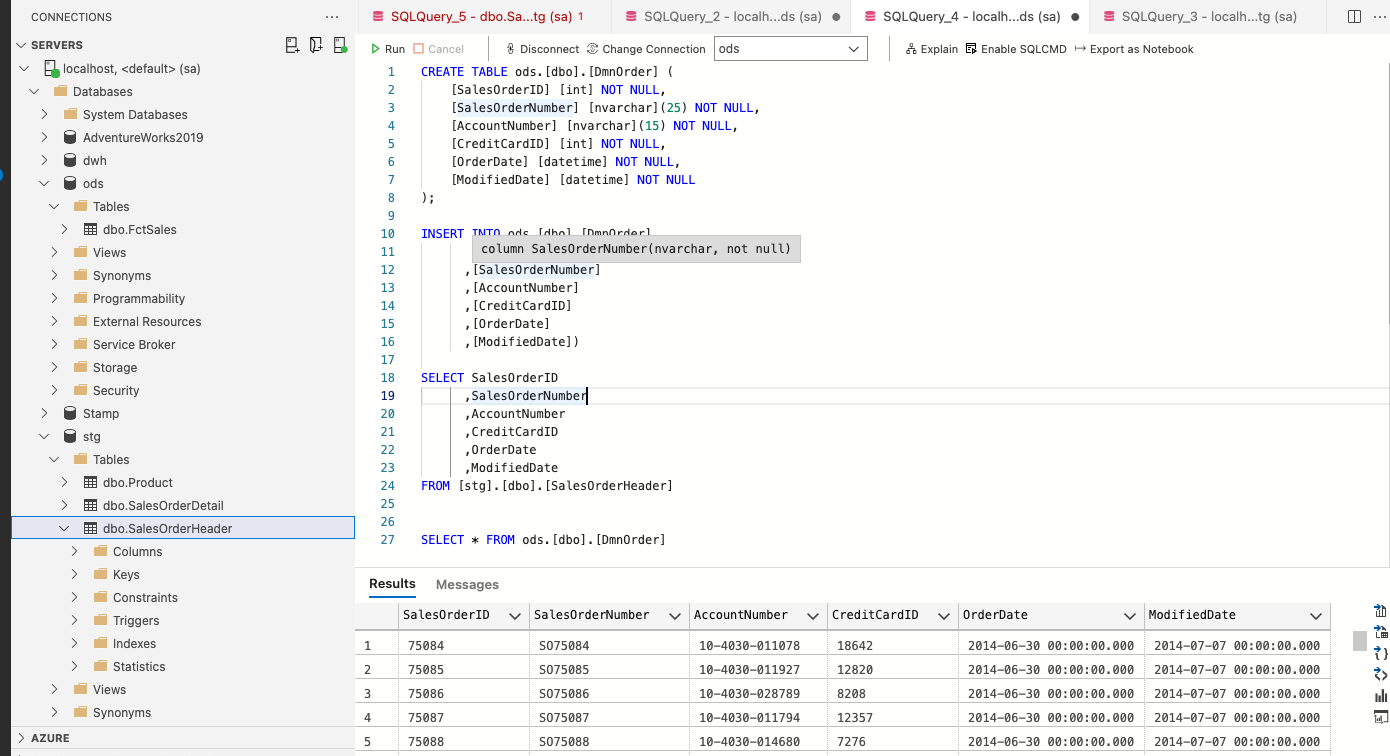 CONNECTIONS
SERVERS
localhost, <default> (sa)
Databases
System Databases
AdventureWorks2019
dwh
ods
Tables
dbo.FctSales
Views
Synonyms
Programmability
External Resources
Service Broker
Storage
Security
Stamp
stg
Tables
dbo.Product
dbo.SalesOrderDetail
dbo.SalesOrderHeader
Columns
Keys
Constraints
Triggers
Indexes
Statistics
Views
Synonyms
AZURE
SQLQuery_5 - dbo.Sa...tg (sa) 1
SQLQuery_2 - localh...ds (sa)
SQLQuery_4 - localh...ds (sa)
SQLQuery_3 - localh...tg (sa)
Run Cancel Disconnect Change Connection ods Explain Enable SQLCMD Export as Notebook
1 CREATE TABLE ods.[dbo].[DmnOrder] (
2 [SalesOrderID] [int] NOT NULL,
3 [SalesOrderNumber] [nvarchar](25) NOT NULL,
4 [AccountNumber] [nvarchar](15) NOT NULL,
5 [CreditCardID] [int] NOT NULL,
6 [OrderDate] [datetime] NOT NULL,
7 [ModifiedDate] [datetime] NOT NULL
8 );
9
10 INSERT INTO ods.[dbo].[DmnOrder]
column SalesOrderNumber(nvarchar, not null)
11
12 ,[SalesOrderNumber]
13 ,[AccountNumber]
14 ,[CreditCardID]
15 ,[OrderDate]
16 ,[ModifiedDate])
17
18 SELECT SalesOrderID
19 ,SalesOrderNumber
20 ,AccountNumber
21 ,CreditCardID
22 ,OrderDate
23 ,ModifiedDate
24 FROM [stg].[dbo].[SalesOrderHeader]
25
26
27 SELECT * FROM ods.[dbo].[DmnOrder]
Results Messages
SalesOrderID SalesOrderNumber AccountNumber CreditCardID OrderDate ModifiedDate
1 75084 SO75084 10-4030-011078 18642 2014-06-30 00:00:00.000 2014-07-07 00:00:00.000
2 75085 SO75085 10-4030-011927 12820 2014-06-30 00:00:00.000 2014-07-07 00:00:00.000
3 75086 SO75086 10-4030-028789 8208 2014-06-30 00:00:00.000 2014-07-07 00:00:00.000
4 75087 SO75087 10-4030-011794 12357 2014-06-30 00:00:00.000 2014-07-07 00:00:00.000
5 75088 SO75088 10-4030-014680 7276 2014-06-30 00:00:00.000 2014-07-07 00:00:00.000